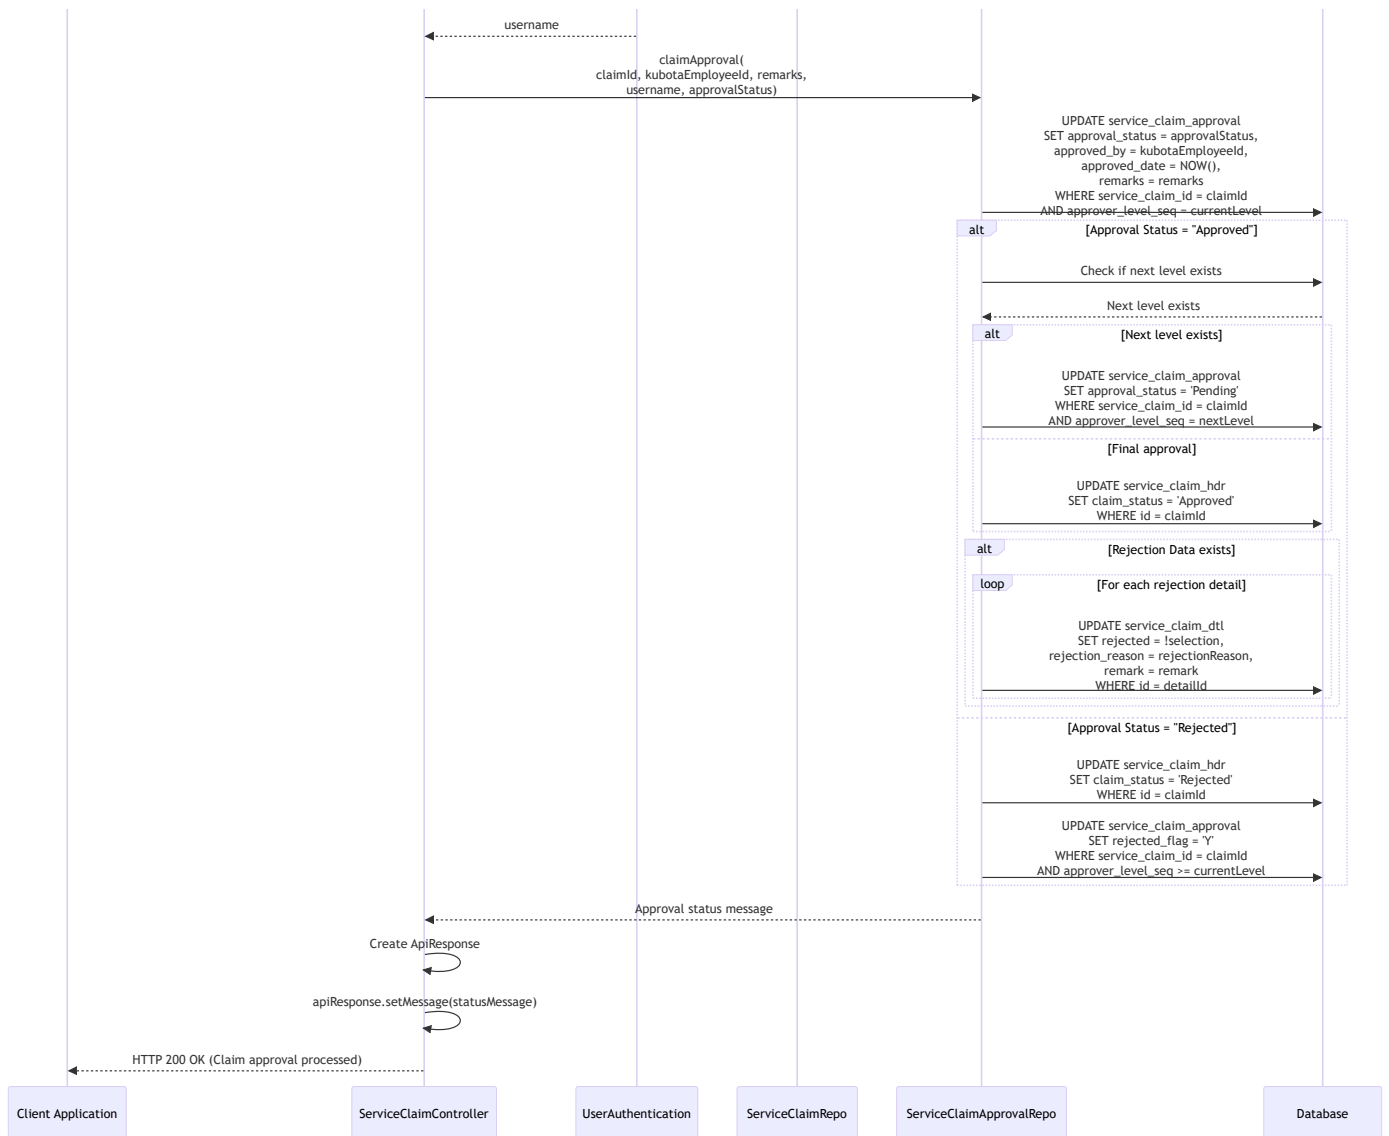 username
claimApproval(
claimId, kubotaEmployeeId, remarks,
username, approvalStatus)
UPDATE service_claim_approval
SET approval_status = approvalStatus,
approved_by = kubotaEmployeeId,
approved_date = NOW(),
remarks = remarks
WHERE service_claim_id = claimId
AND approver_level_seq = currentLevel
alt
[Approval Status = "Approved"]
Check if next level exists
Next level exists
alt
[Next level exists]
UPDATE service_claim_approval
SET approval_status = 'Pending'
WHERE service_claim_id = claimId
AND approver_level_seq = nextLevel
[Final approval]
UPDATE service_claim_hdr
SET claim_status = 'Approved'
WHERE id = claimId
alt
[Rejection Data exists]
loop
[For each rejection detail]
UPDATE service_claim_dtl
SET rejected = !selection,
rejection_reason = rejectionReason,
remark = remark
WHERE id = detailId
[Approval Status = "Rejected"]
UPDATE service_claim_hdr
SET claim_status = 'Rejected'
WHERE id = claimId
UPDATE service_claim_approval
SET rejected_flag = 'Y'
WHERE service_claim_id = claimId
AND approver_level_seq >= currentLevel
Approval status message
Create ApiResponse
apiResponse.setMessage(statusMessage)
HTTP 200 OK (Claim approval processed)
Client Application
ServiceClaimController
UserAuthentication
ServiceClaimRepo
ServiceClaimApprovalRepo
Database